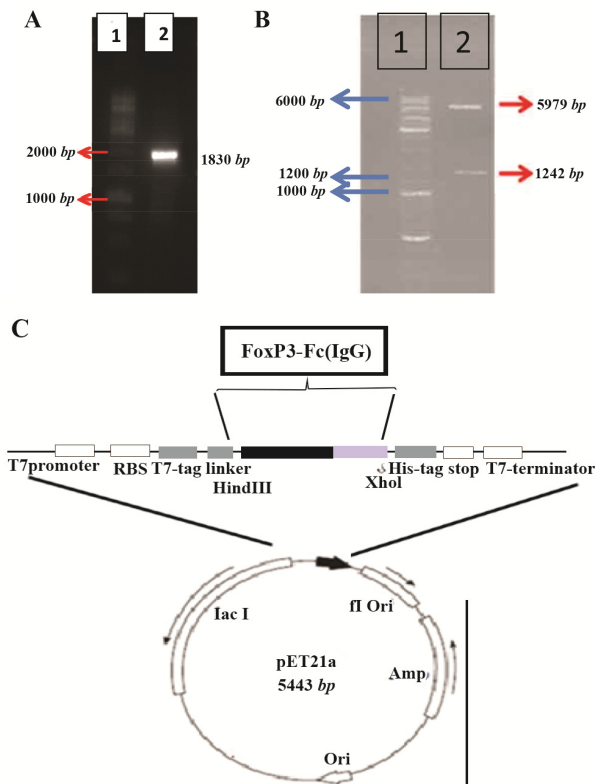 A
B
1
2
1
2
6000 bp
5979 bp
2000 bp
1830 bp
1200 bp
1242 bp
1000 bp
1000 bp
C
FoxP3-Fc(IgG)
T7promoter RBS T7-tag linker HindIII XhoI His-tag stop T7-terminator
Iac I
fI Ori
pET21a
5443 bp
Amp
Ori